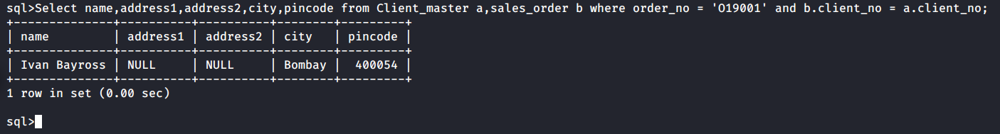 sql>Select name,address1,address2,city,pincode from Client_master a,sales_order b where order_no = 'O19001' and b.client_no = a.client_no;
+--------------+----------+----------+--------+---------+
| name         | address1 | address2 | city   | pincode |
+--------------+----------+----------+--------+---------+
| Ivan Bayross | NULL     | NULL     | Bombay |  400054 |
+--------------+----------+----------+--------+---------+
1 row in set (0.00 sec)
sql>